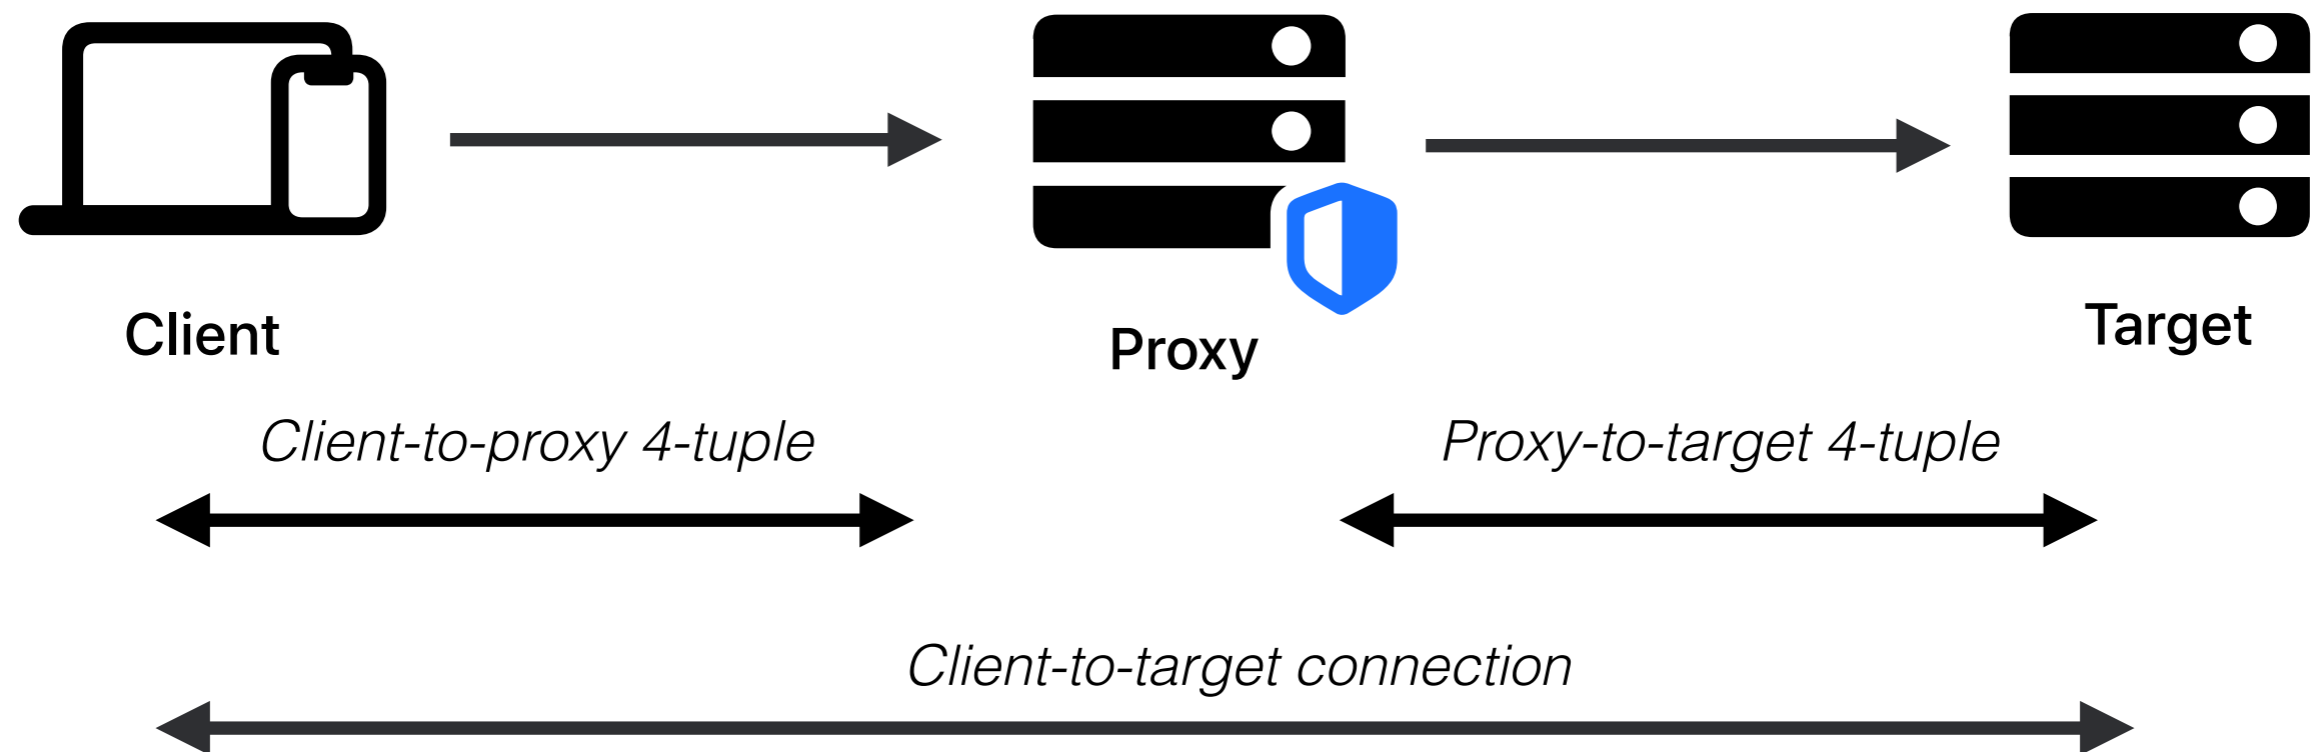 Client
Proxy
Target
Client-to-proxy 4-tuple
Proxy-to-target 4-tuple
Client-to-target connection